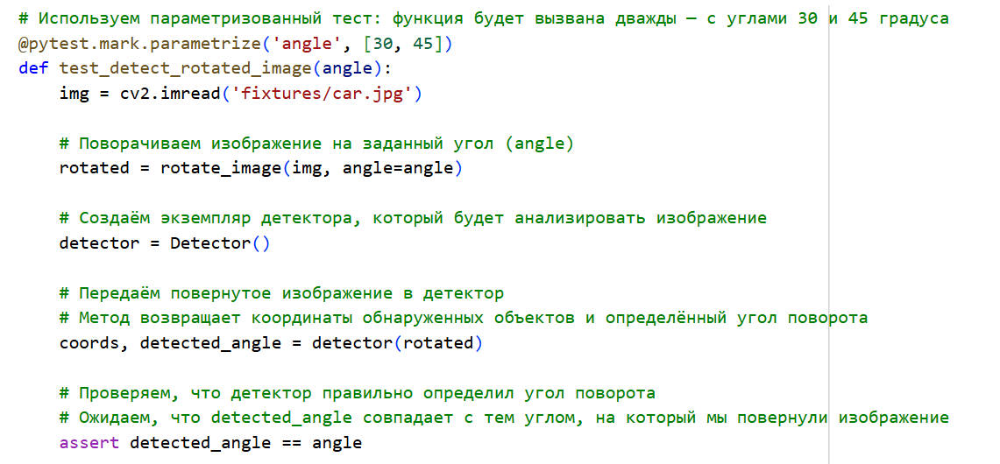 # Используем параметризованный тест: функция будет вызвана дважды — с углами 30 и 45 градуса
@pytest.mark.parametrize('angle', [30, 45])
def test_detect_rotated_image(angle):
    img = cv2.imread('fixtures/car.jpg')
    # Поворачиваем изображение на заданный угол (angle)
    rotated = rotate_image(img, angle=angle)
    # Создаём экземпляр детектора, который будет анализировать изображение
    detector = Detector()
    # Передаём повернутое изображение в детектор
    # Метод возвращает координаты обнаруженных объектов и определённый угол поворота
    coords, detected_angle = detector(rotated)
    # Проверяем, что детектор правильно определил угол поворота
    # Ожидаем, что detected_angle совпадает с тем углом, на который мы повернули изображение
    assert detected_angle == angle